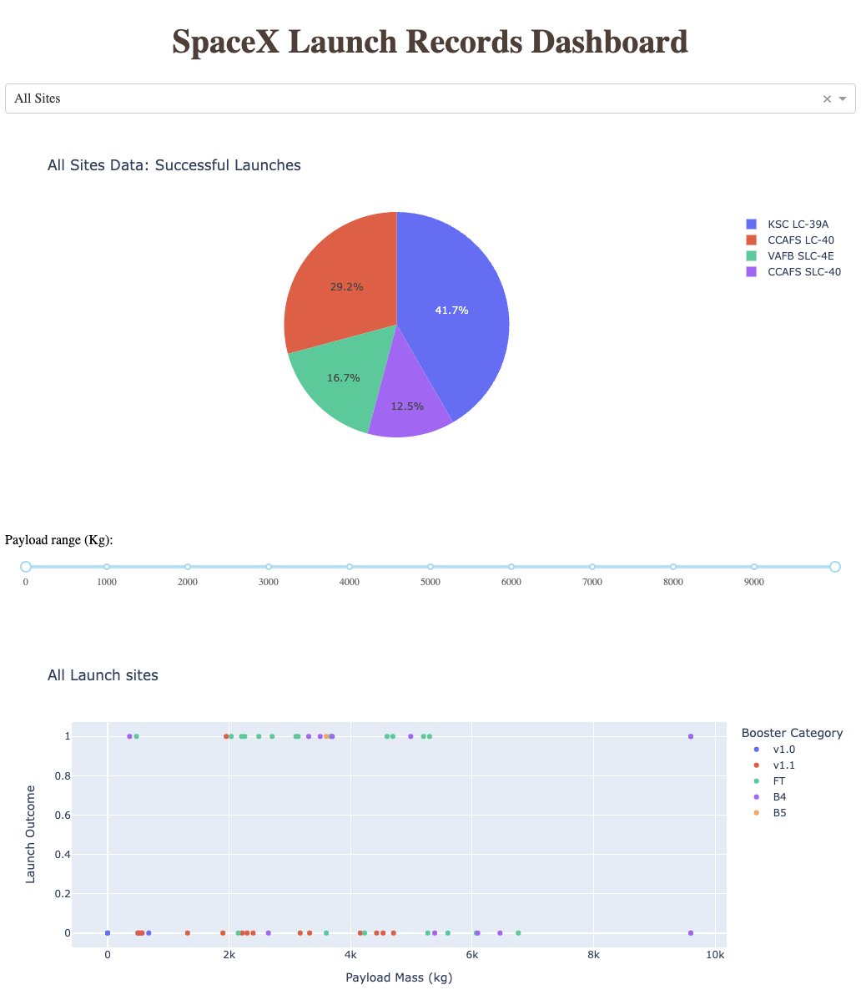 SpaceX Launch Records Dashboard
All Sites
All Sites Data: Successful Launches
KSC LC-39A
CCAFS LC-40
VAFB SLC-4E
CCAFS SLC-40
29.2%
41.7%
16.7%
12.5%
Payload range (Kg):
0 1000 2000 3000 4000 5000 6000 7000 8000 9000
All Launch sites
Launch Outcome
1
0.8
0.6
0.4
0.2
0
0 2k 4k 6k 8k 10k
Payload Mass (kg)
Booster Category
v1.0
v1.1
FT
B4
B5